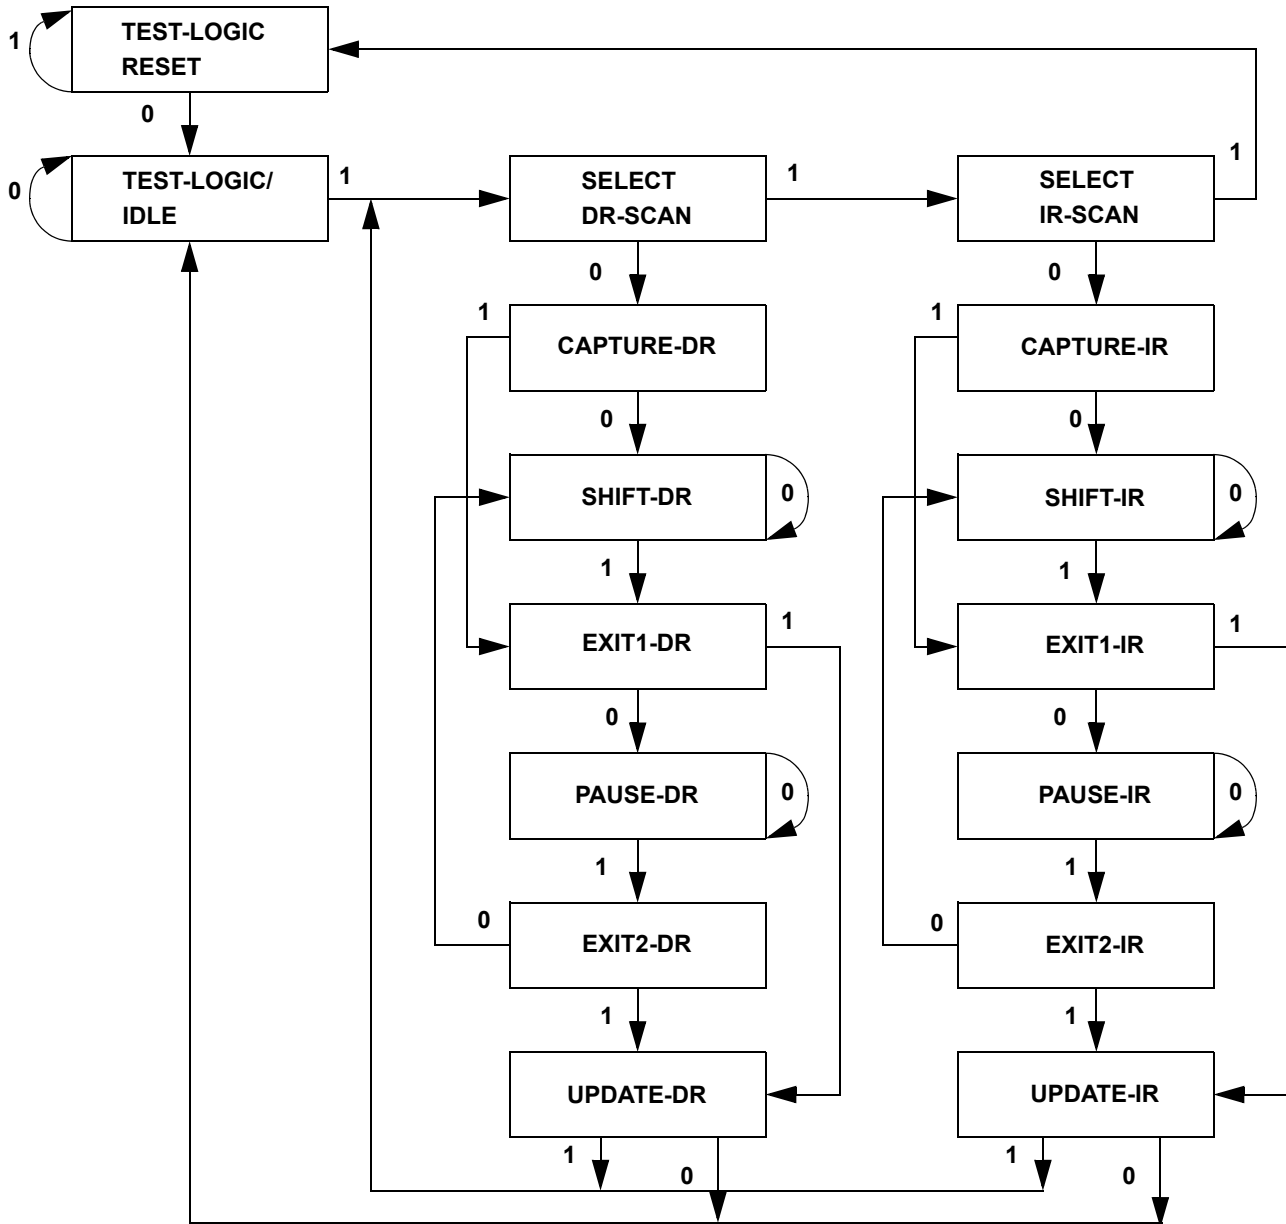 TEST-LOGIC
RESET
1
0
TEST-LOGIC/
IDLE
0
1
SELECT
DR-SCAN
1
SELECT
IR-SCAN
1
0
0
1
CAPTURE-DR
1
CAPTURE-IR
0
0
SHIFT-DR
0
SHIFT-IR
0
1
1
EXIT1-DR
1
EXIT1-IR
1
0
0
PAUSE-DR
0
PAUSE-IR
0
1
1
0
EXIT2-DR
0
EXIT2-IR
1
1
UPDATE-DR
UPDATE-IR
1
0
1
0